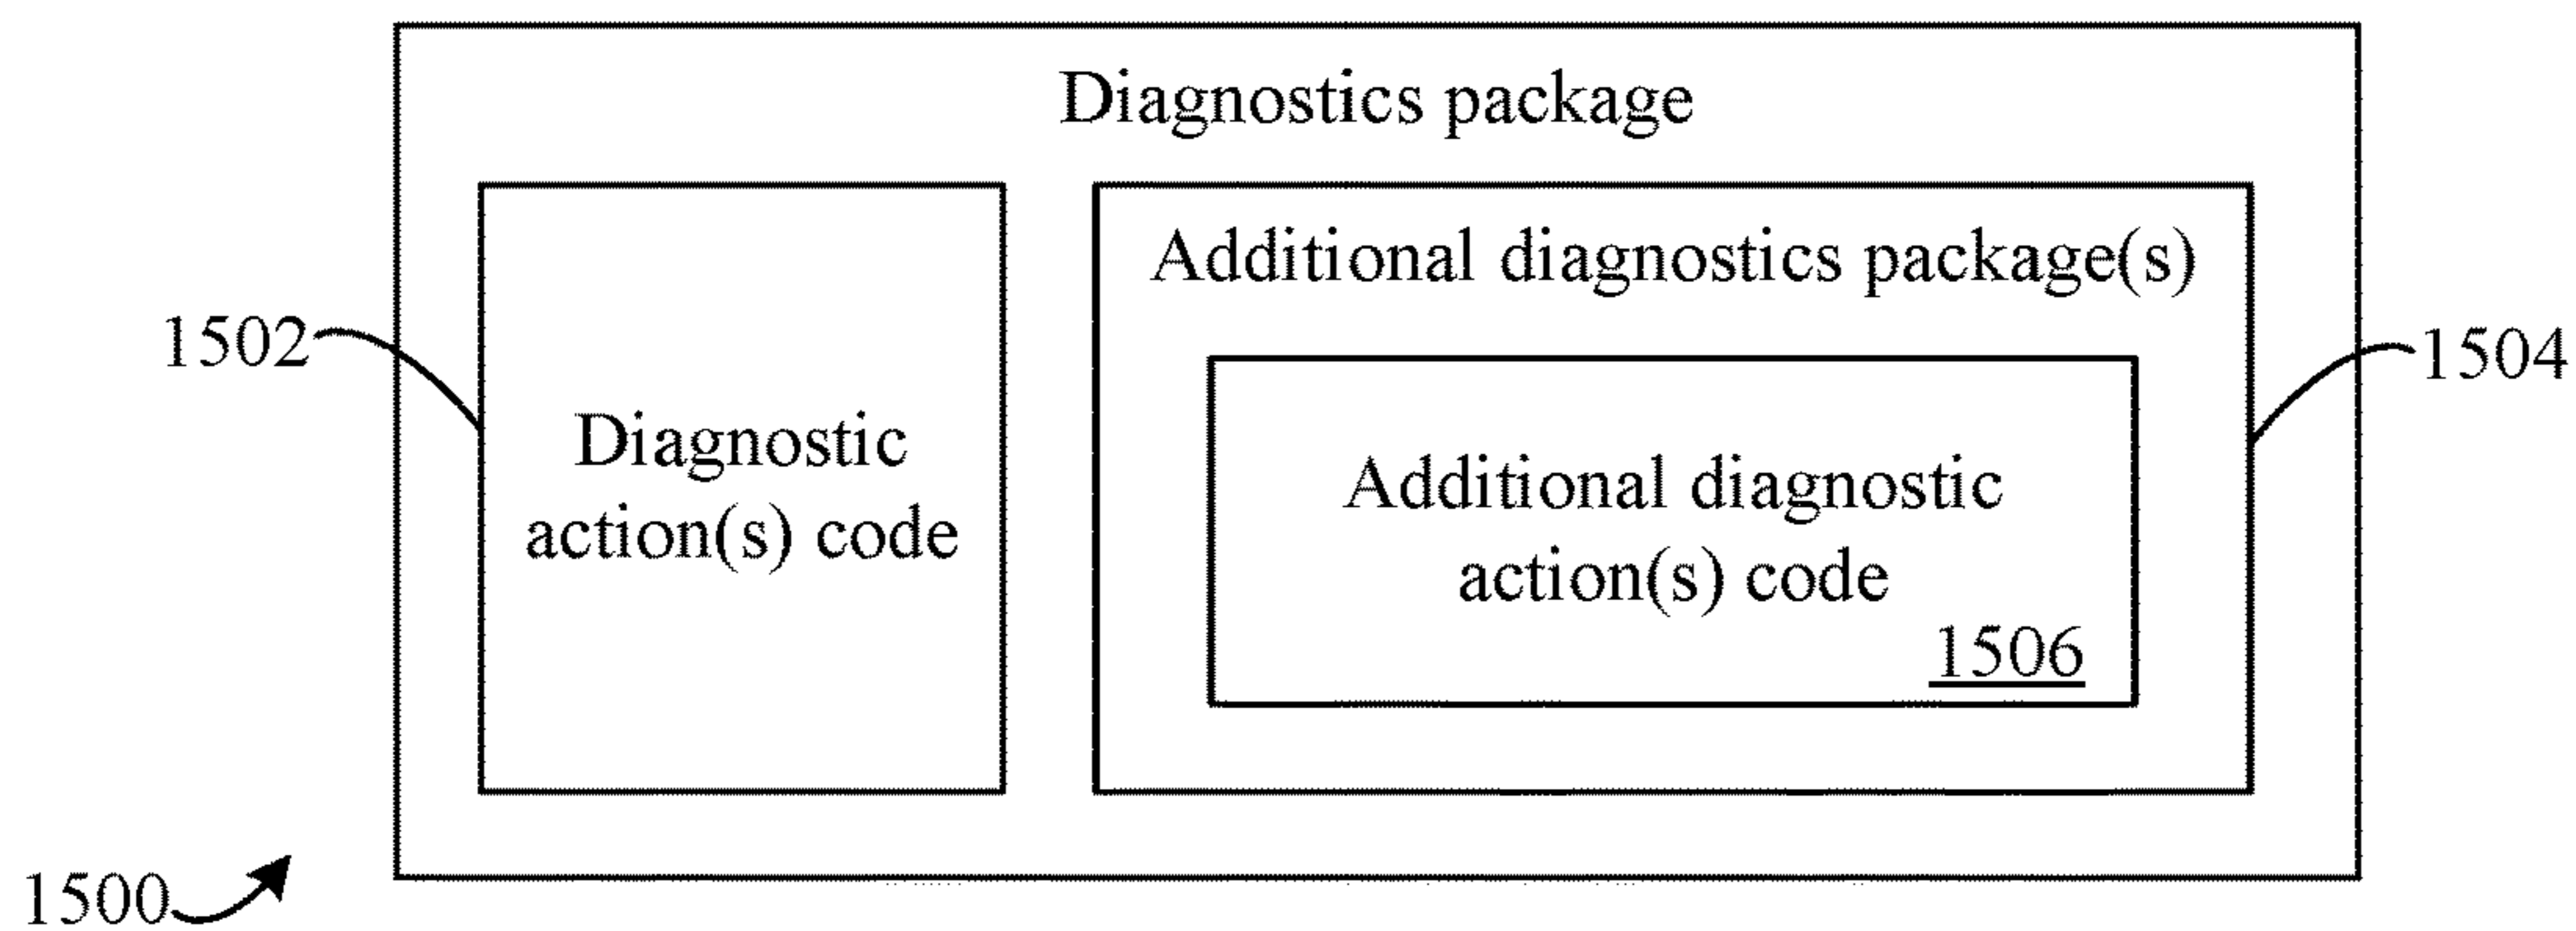 Diagnostics package
1502
Diagnostic
action(s) code
Additional diagnostics package(s)
Additional diagnostic
action(s) code
1506
1504
1500